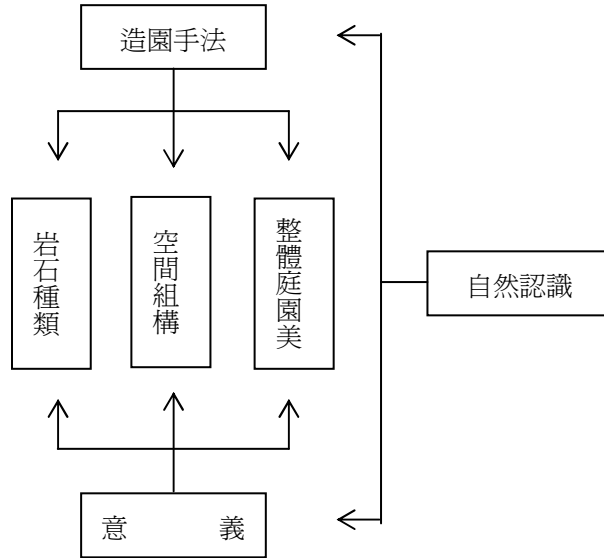 造園手法
岩石種類
空間組構
整體庭園美
自然認識
意　　　義